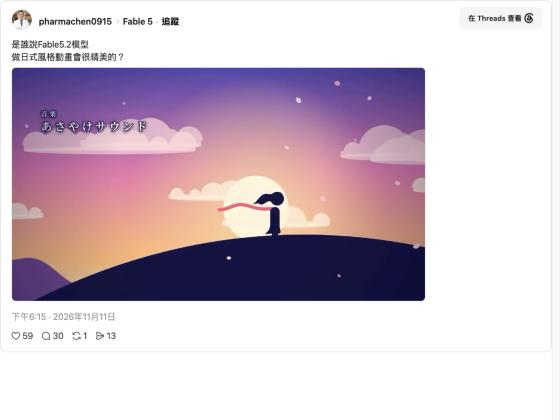 pharmachen0915 › Fable 5 · 追蹤
在 Threads 查看
是誰說Fable5.2模型
做日式風格動畫會很精美的？
音楽
あさやけサウンド
下午6:15 · 2026年11月11日
59 30 1 13